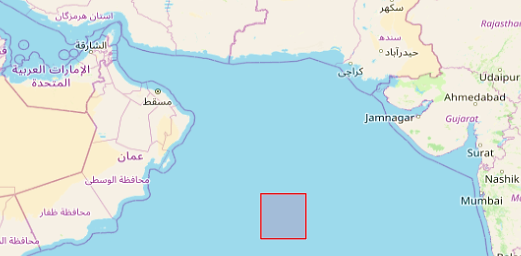 سکهر
استان هرمزگان
Rajasthan
الشارقة
سنڌ
حیدرآباد
الإمارات العربية
المتحدة
کراچی
Udaipur
Ahmedabad
مسقط
Jamnagar
Gujarat
عمان
Surat
محافظة الوسطى
Nashik
Mumbai
محافظة ظفار